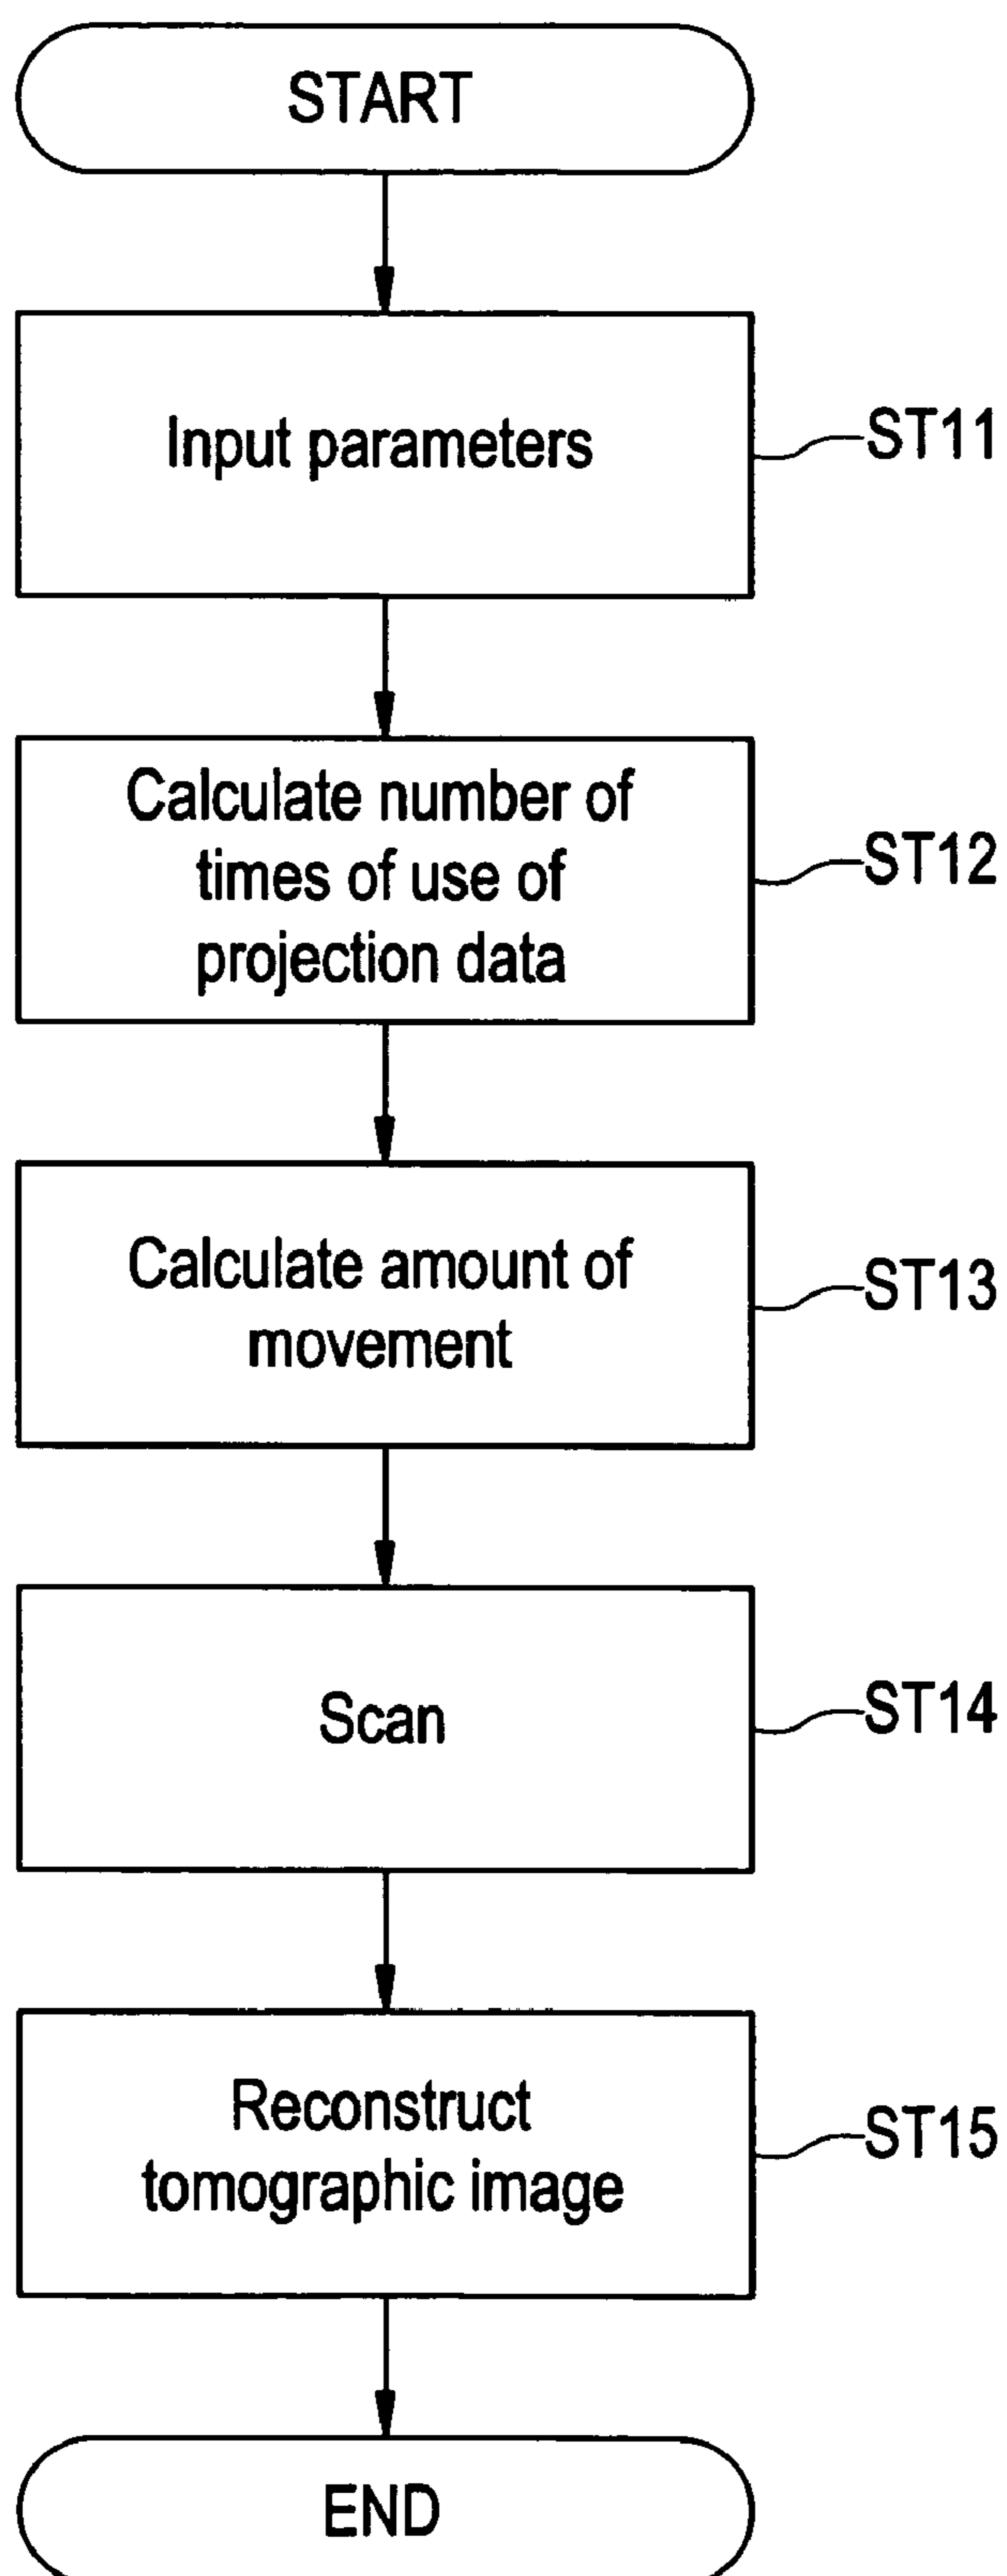 START
Input parameters
ST11
Calculate number of
times of use of
projection data
ST12
Calculate amount of
movement
ST13
Scan
ST14
Reconstruct
tomographic image
ST15
END